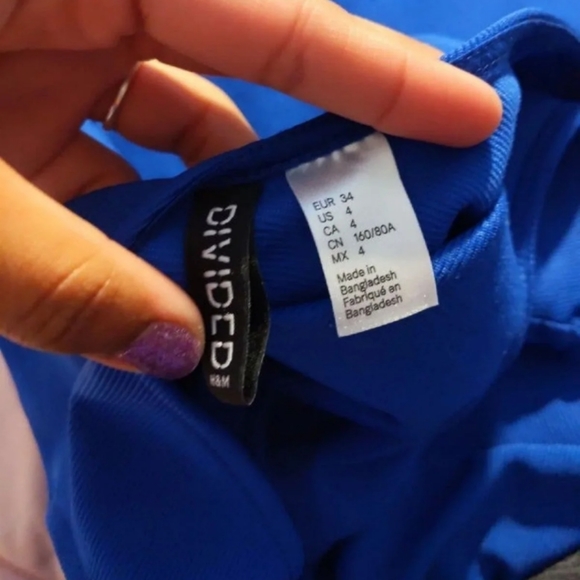 DIVIDED
H&M
EUR 34
US 4
CA 4
CN 160/80A
MX 4
Made in
Bangladesh
Fabriqué en
Bangladesh